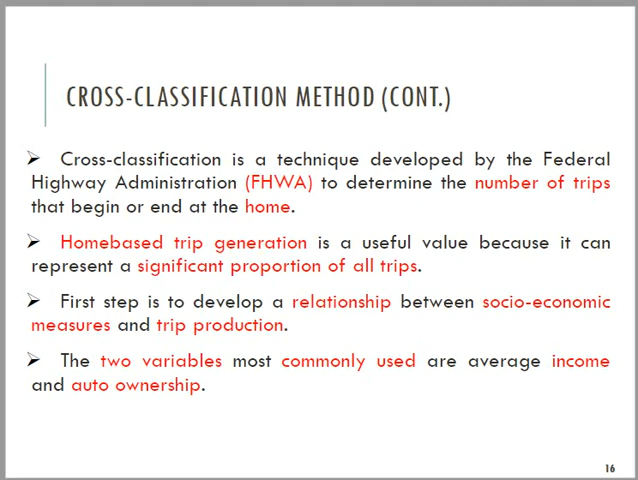 CROSS-CLASSIFICATION METHOD (CONT.)
➢ Cross-classification is a technique developed by the Federal
Highway Administration (FHWA) to determine the number of trips
that begin or end at the home.
➢ Homebased trip generation is a useful value because it can
represent a significant proportion of all trips.
➢ First step is to develop a relationship between socio-economic
measures and trip production.
➢ The two variables most commonly used are average income
and auto ownership.
16